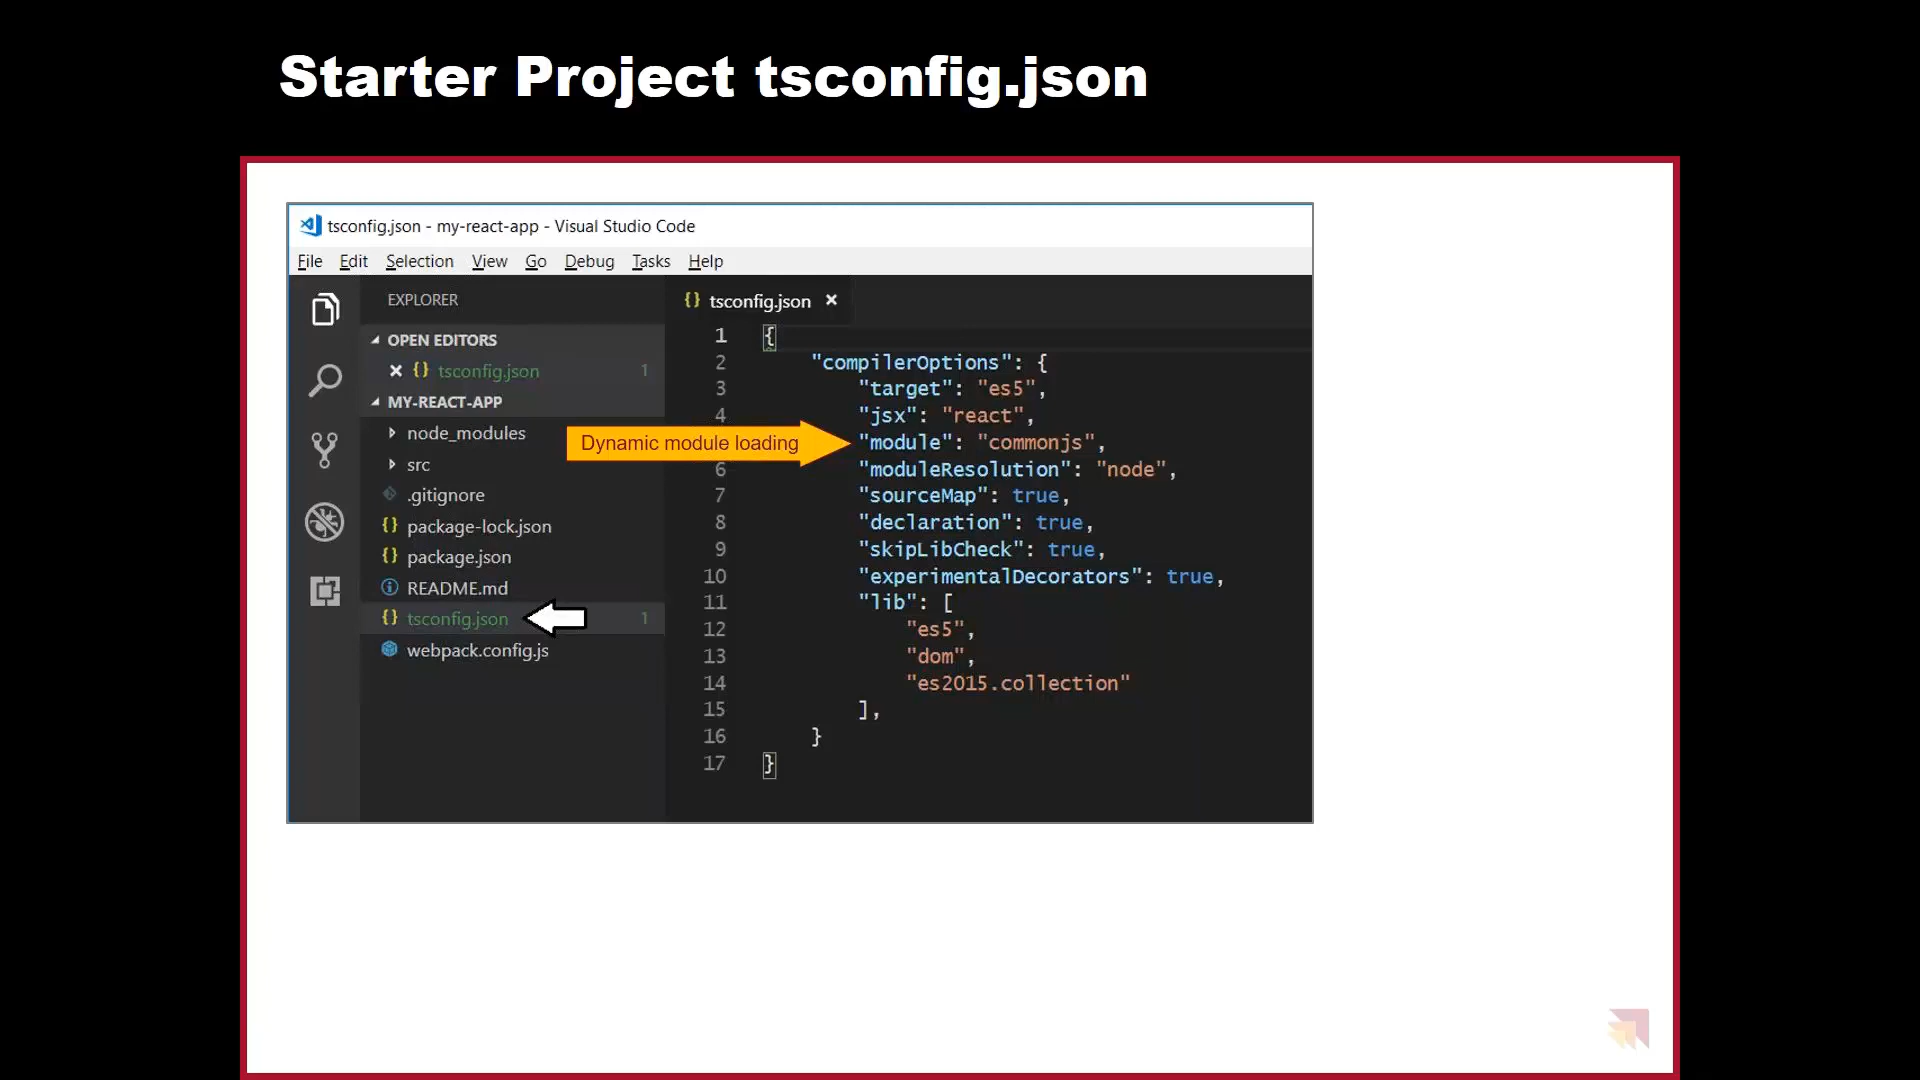 Starter Project tsconfig.json
tsconfig.json - my-react-app - Visual Studio Code
File Edit Selection View Go Debug Tasks Help
EXPLORER
OPEN EDITORS
tsconfig.json 1
MY-REACT-APP
node_modules
src
.gitignore
package-lock.json
package.json
README.md
tsconfig.json 1
webpack.config.js
Dynamic module loading
tsconfig.json
1 {
2 "compilerOptions": {
3 "target": "es5",
4 "jsx": "react",
"module": "commonjs",
6 "moduleResolution": "node",
7 "sourceMap": true,
8 "declaration": true,
9 "skipLibCheck": true,
10 "experimentalDecorators": true,
11 "lib": [
12 "es5",
13 "dom",
14 "es2015.collection"
15 ],
16 }
17 }